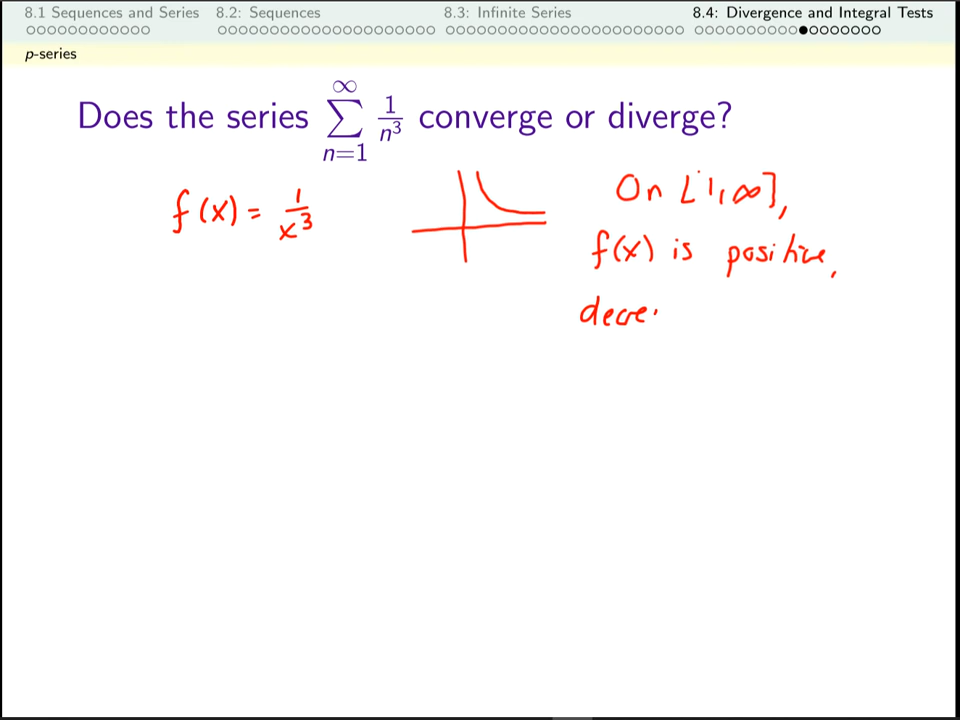 8.1 Sequences and Series 8.2: Sequences 8.3: Infinite Series 8.4: Divergence and Integral Tests
p-series
Does the series ∑_{n=1}^{∞} 1/n³ converge or diverge?
f(x) = 1/x³
On [1,∞],
f(x) is positive,
decre